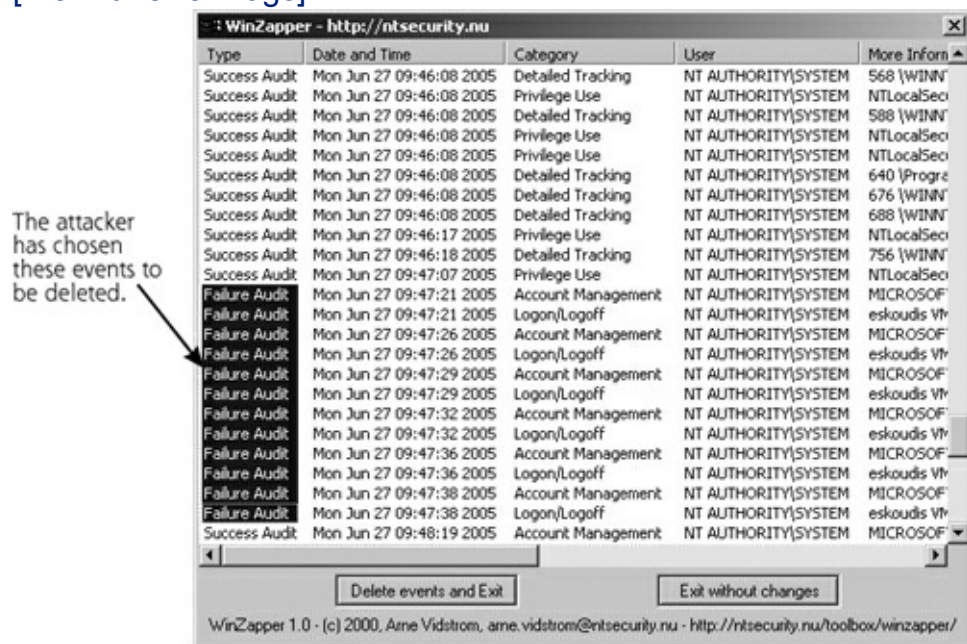 WinZapper - http://ntsecurity.nu
Type Date and Time Category User More Inform
Success Audit Mon Jun 27 09:46:08 2005 Detailed Tracking NT AUTHORITY\SYSTEM 568 \WINNT
Success Audit Mon Jun 27 09:46:08 2005 Privilege Use NT AUTHORITY\SYSTEM NTLocalSec
Success Audit Mon Jun 27 09:46:08 2005 Detailed Tracking NT AUTHORITY\SYSTEM 588 \WINNT
Success Audit Mon Jun 27 09:46:08 2005 Privilege Use NT AUTHORITY\SYSTEM NTLocalSec
Success Audit Mon Jun 27 09:46:08 2005 Privilege Use NT AUTHORITY\SYSTEM NTLocalSec
Success Audit Mon Jun 27 09:46:08 2005 Detailed Tracking NT AUTHORITY\SYSTEM 640 \Progra
Success Audit Mon Jun 27 09:46:08 2005 Detailed Tracking NT AUTHORITY\SYSTEM 676 \WINNT
Success Audit Mon Jun 27 09:46:08 2005 Detailed Tracking NT AUTHORITY\SYSTEM 688 \WINNT
Success Audit Mon Jun 27 09:46:17 2005 Privilege Use NT AUTHORITY\SYSTEM NTLocalSec
Success Audit Mon Jun 27 09:46:18 2005 Detailed Tracking NT AUTHORITY\SYSTEM 756 \WINNT
Success Audit Mon Jun 27 09:47:07 2005 Privilege Use NT AUTHORITY\SYSTEM NTLocalSec
Failure Audit Mon Jun 27 09:47:21 2005 Account Management NT AUTHORITY\SYSTEM MICROSOF
Failure Audit Mon Jun 27 09:47:21 2005 Logon/Logoff NT AUTHORITY\SYSTEM eskoudis VM
Failure Audit Mon Jun 27 09:47:26 2005 Account Management NT AUTHORITY\SYSTEM MICROSOF
Failure Audit Mon Jun 27 09:47:26 2005 Logon/Logoff NT AUTHORITY\SYSTEM eskoudis VM
Failure Audit Mon Jun 27 09:47:29 2005 Account Management NT AUTHORITY\SYSTEM MICROSOF
Failure Audit Mon Jun 27 09:47:29 2005 Logon/Logoff NT AUTHORITY\SYSTEM eskoudis VM
Failure Audit Mon Jun 27 09:47:32 2005 Account Management NT AUTHORITY\SYSTEM MICROSOF
Failure Audit Mon Jun 27 09:47:32 2005 Logon/Logoff NT AUTHORITY\SYSTEM eskoudis VM
Failure Audit Mon Jun 27 09:47:36 2005 Account Management NT AUTHORITY\SYSTEM MICROSOF
Failure Audit Mon Jun 27 09:47:36 2005 Logon/Logoff NT AUTHORITY\SYSTEM eskoudis VM
Failure Audit Mon Jun 27 09:47:38 2005 Account Management NT AUTHORITY\SYSTEM MICROSOF
Failure Audit Mon Jun 27 09:47:38 2005 Logon/Logoff NT AUTHORITY\SYSTEM eskoudis VM
Success Audit Mon Jun 27 09:48:19 2005 Account Management NT AUTHORITY\SYSTEM MICROSOF
The attacker
has chosen
these events to
be deleted.
Delete events and Exit Exit without changes
WinZapper 1.0 - (c) 2000, Arne Vidstrom, arne.vidstrom@ntsecurity.nu - http://ntsecurity.nu/toolbox/winzapper/